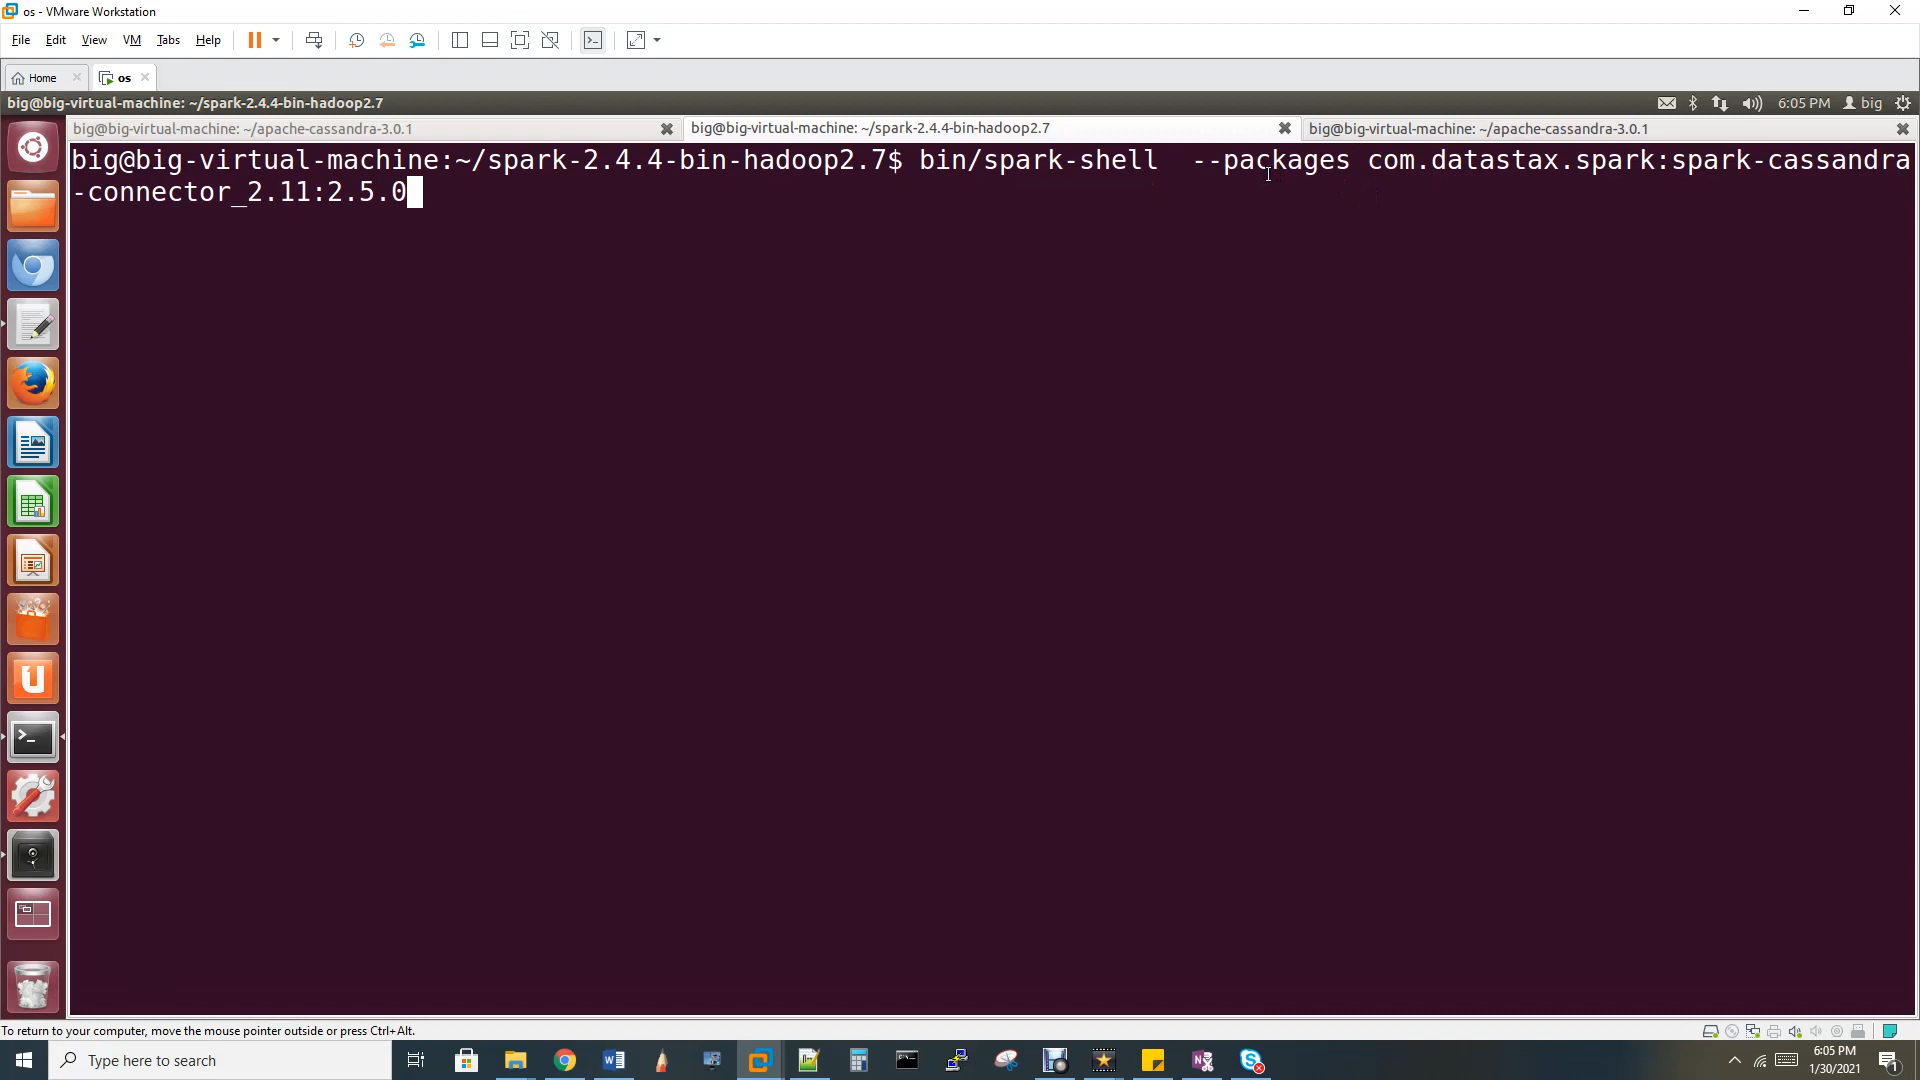 os - VMware Workstation
File Edit View VM Tabs Help
Home os
big@big-virtual-machine: ~/spark-2.4.4-bin-hadoop2.7 6:05 PM big
big@big-virtual-machine: ~/apache-cassandra-3.0.1 big@big-virtual-machine: ~/spark-2.4.4-bin-hadoop2.7 big@big-virtual-machine: ~/apache-cassandra-3.0.1
big@big-virtual-machine:~/spark-2.4.4-bin-hadoop2.7$ bin/spark-shell  --packages com.datastax.spark:spark-cassandra
-connector_2.11:2.5.0
To return to your computer, move the mouse pointer outside or press Ctrl+Alt.
Type here to search
6:05 PM
1/30/2021
1